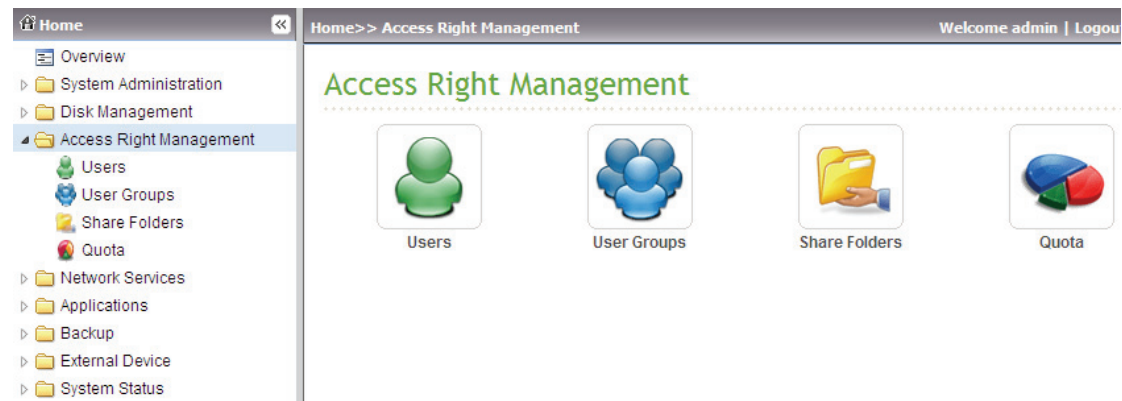 Home
Overview
System Administration
Disk Management
Access Right Management
Users
User Groups
Share Folders
Quota
Network Services
Applications
Backup
External Device
System Status
Home>> Access Right Management
Welcome admin | Logout
Access Right Management
Users
User Groups
Share Folders
Quota